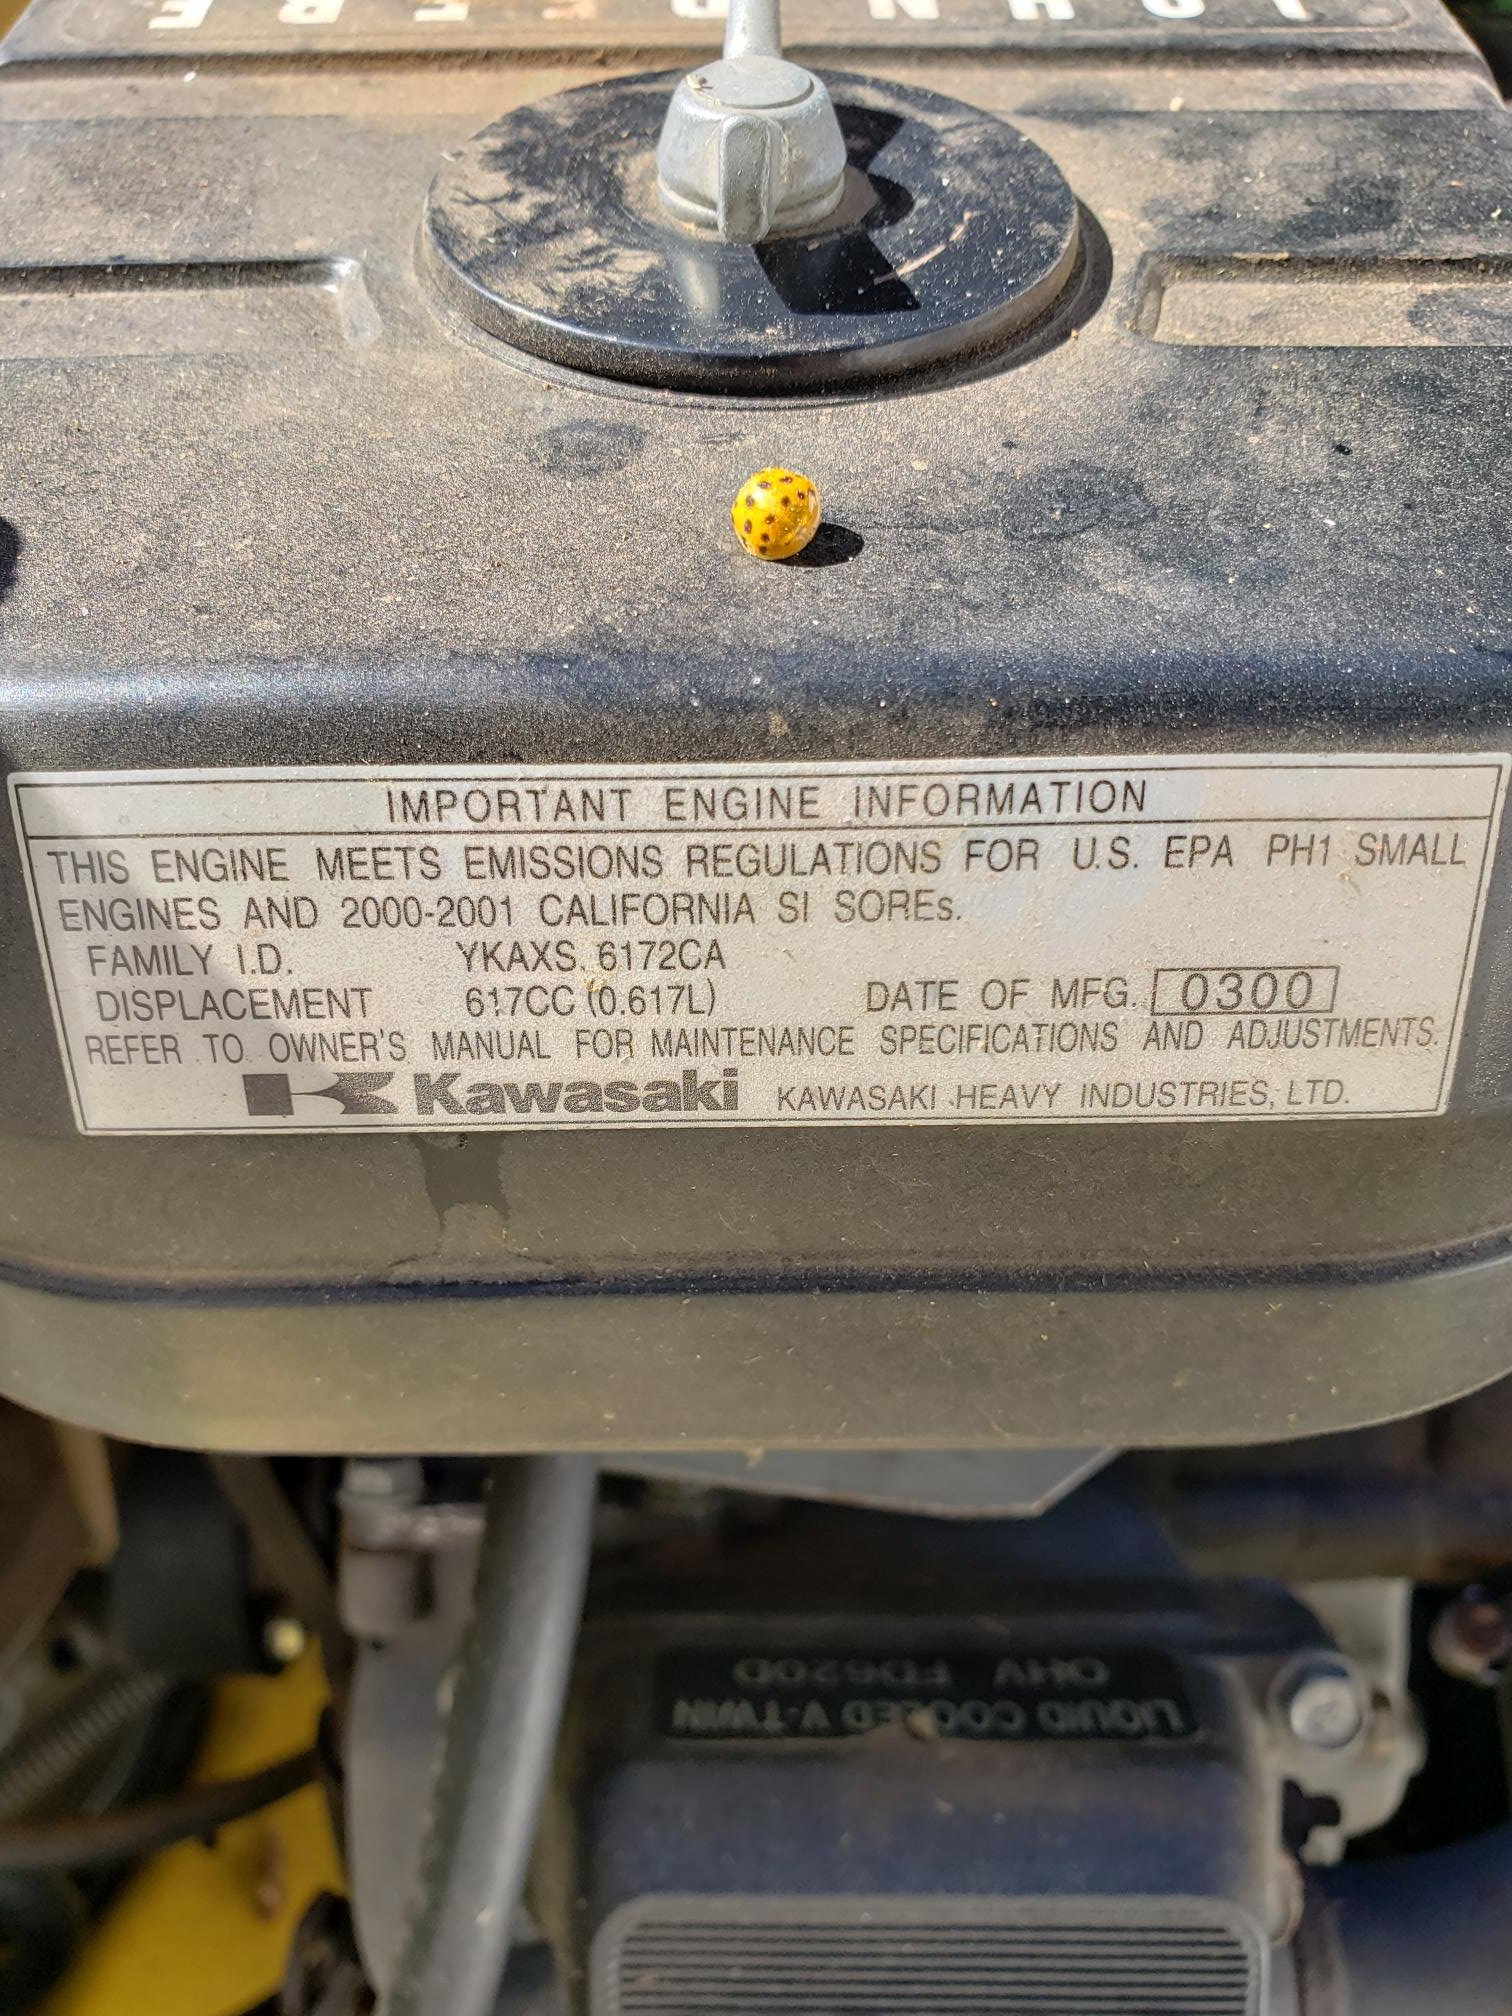 JOHN DEERE
IMPORTANT ENGINE INFORMATION
THIS ENGINE MEETS EMISSIONS REGULATIONS FOR U.S. EPA PH1 SMALL
ENGINES AND 2000-2001 CALIFORNIA SI SOREs.
FAMILY I.D. YKAXS.6172CA
DISPLACEMENT 617CC (0.617L) DATE OF MFG. 0300
REFER TO OWNER'S MANUAL FOR MAINTENANCE SPECIFICATIONS AND ADJUSTMENTS.
Kawasaki KAWASAKI HEAVY INDUSTRIES, LTD.
LIQUID COOLED V-TWIN
OHV FD620D